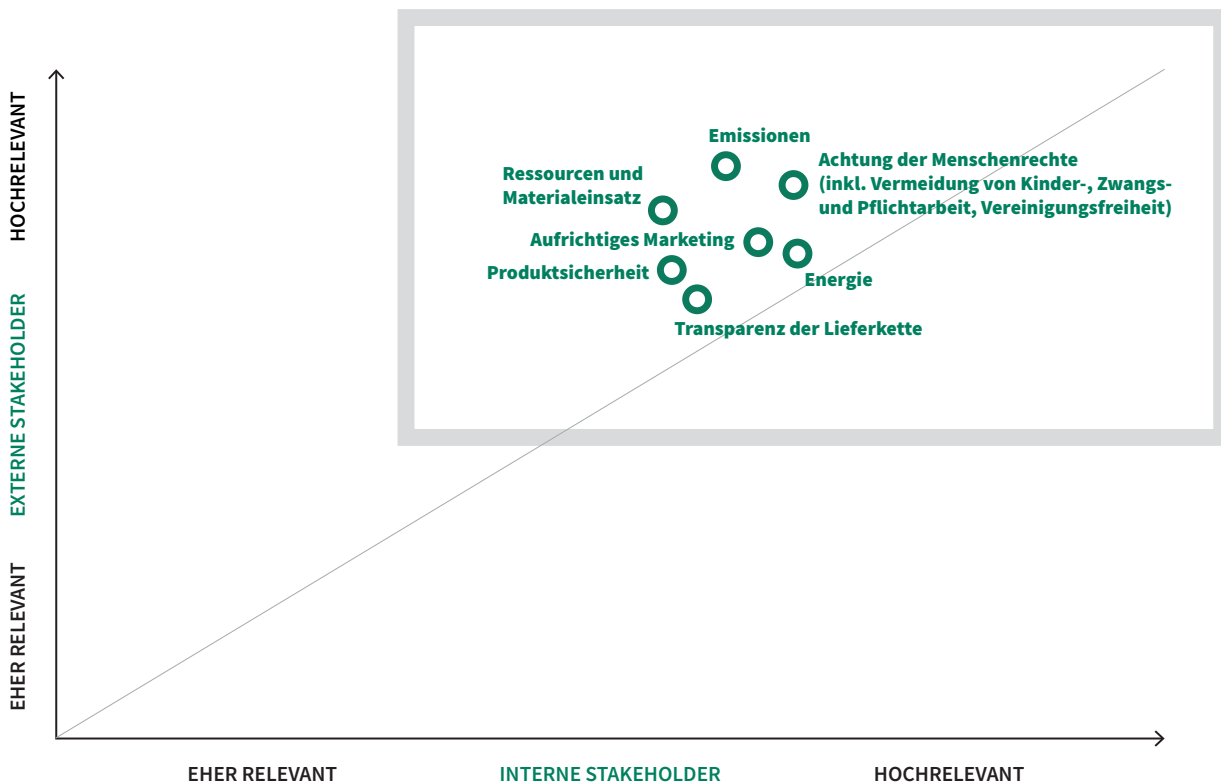 HOCHRELEVANT
EXTERNE STAKEHOLDER
EHER RELEVANT
Emissionen
Achtung der Menschenrechte
(inkl. Vermeidung von Kinder-, Zwangs-
und Pflichtarbeit, Vereinigungsfreiheit)
Ressourcen und
Materialeinsatz
Aufrichtiges Marketing
Produktsicherheit
Energie
Transparenz der Lieferkette
EHER RELEVANT
INTERNE STAKEHOLDER
HOCHRELEVANT